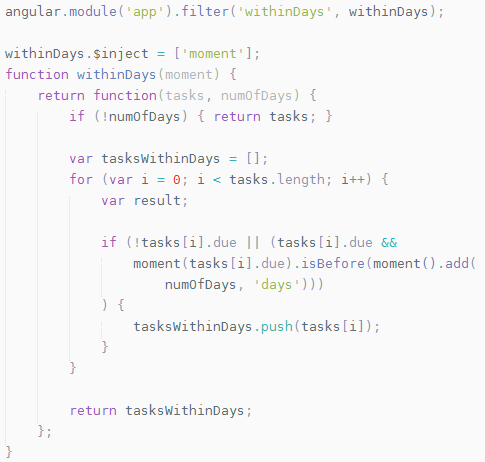 angular.module('app').filter('withinDays', withinDays);

withinDays.$inject = ['moment'];
function withinDays(moment) {
    return function(tasks, numOfDays) {
        if (!numOfDays) { return tasks; }

        var tasksWithinDays = [];
        for (var i = 0; i < tasks.length; i++) {
            var result;

            if (!tasks[i].due || (tasks[i].due &&
                moment(tasks[i].due).isBefore(moment().add(
                    numOfDays, 'days')))
            ) {
                tasksWithinDays.push(tasks[i]);
            }
        }

        return tasksWithinDays;
    };
}